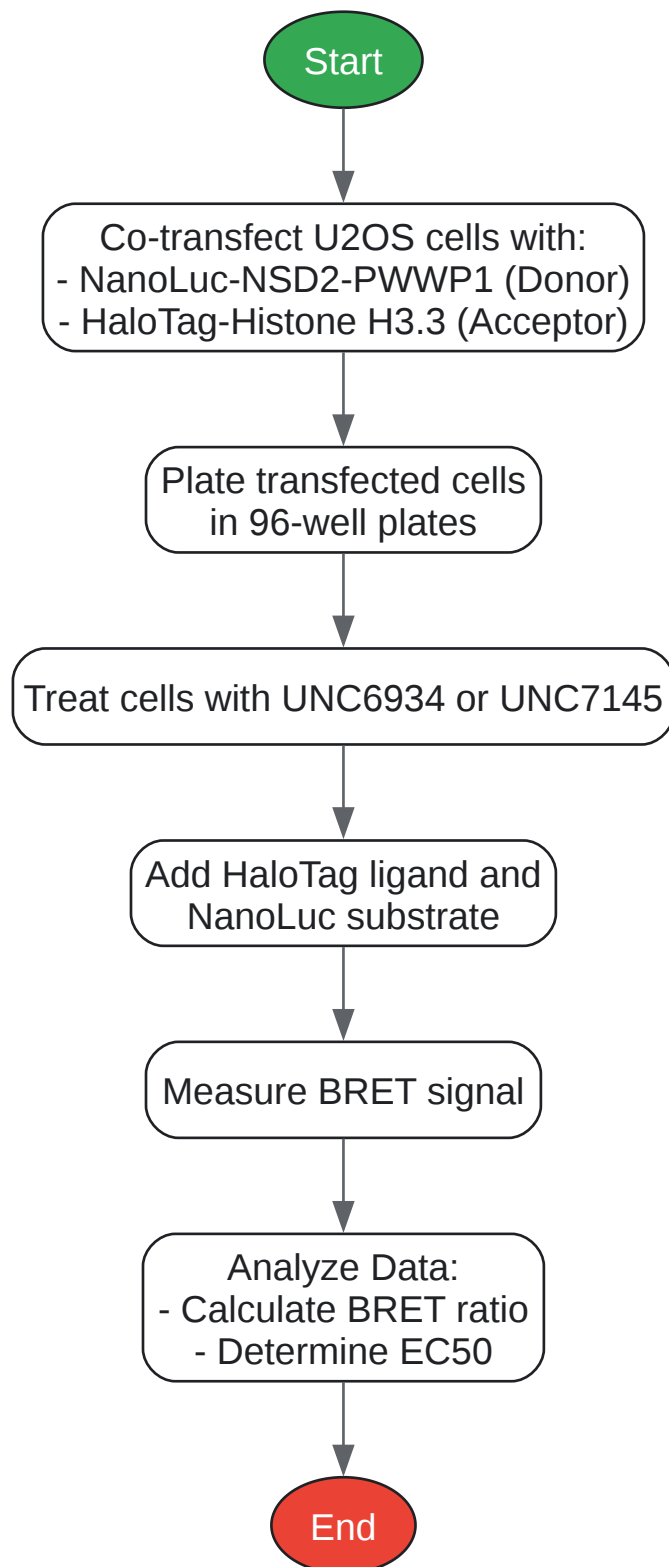 Start
Co-transfect U2OS cells with:
- NanoLuc-NSD2-PWWP1 (Donor)
- HaloTag-Histone H3.3 (Acceptor)
Plate transfected cells
in 96-well plates
Treat cells with UNC6934 or UNC7145
Add HaloTag ligand and
NanoLuc substrate
Measure BRET signal
Analyze Data:
- Calculate BRET ratio
- Determine EC50
End